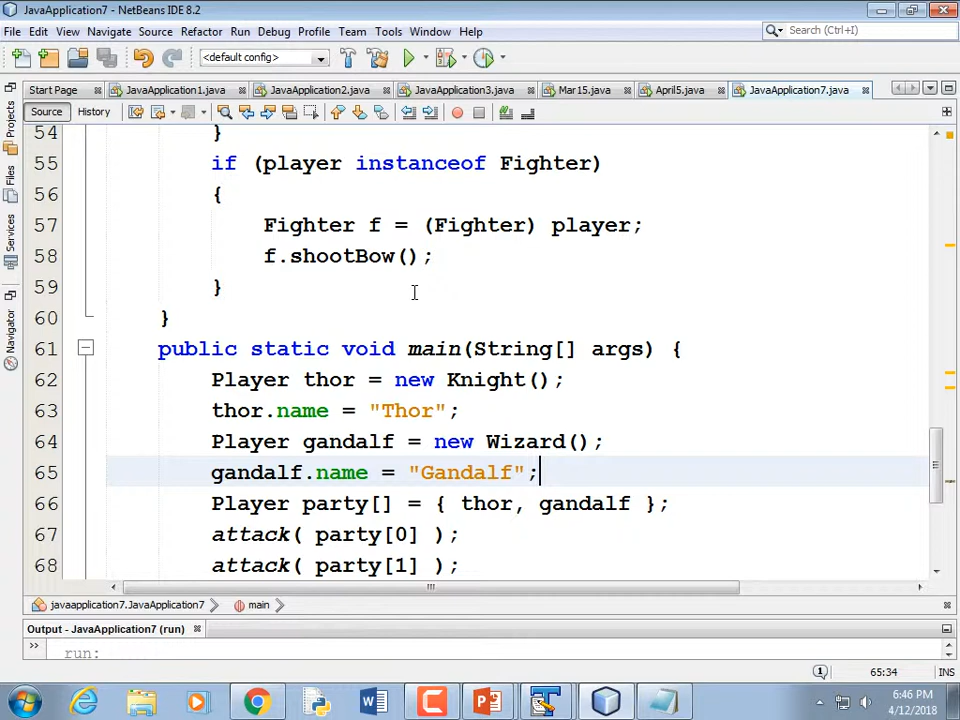 JavaApplication7 - NetBeans IDE 8.2
File Edit View Navigate Source Refactor Run Debug Profile Team Tools Window Help
Search (Ctrl+I)
<default config>
Start Page JavaApplication1.java JavaApplication2.java JavaApplication3.java Mar15.java April5.java JavaApplication7.java
Source History
Projects
Files
Services
Navigator
54 }
55 if (player instanceof Fighter)
56 {
57 Fighter f = (Fighter) player;
58 f.shootBow();
59 }
60 }
61 public static void main(String[] args) {
62 Player thor = new Knight();
63 thor.name = "Thor";
64 Player gandalf = new Wizard();
65 gandalf.name = "Gandalf";
66 Player party[] = { thor, gandalf };
67 attack( party[0] );
68 attack( party[1] );
javaapplication7.JavaApplication7 main
Output - JavaApplication7 (run)
run:
1 65:34 INS
6:46 PM
4/12/2018